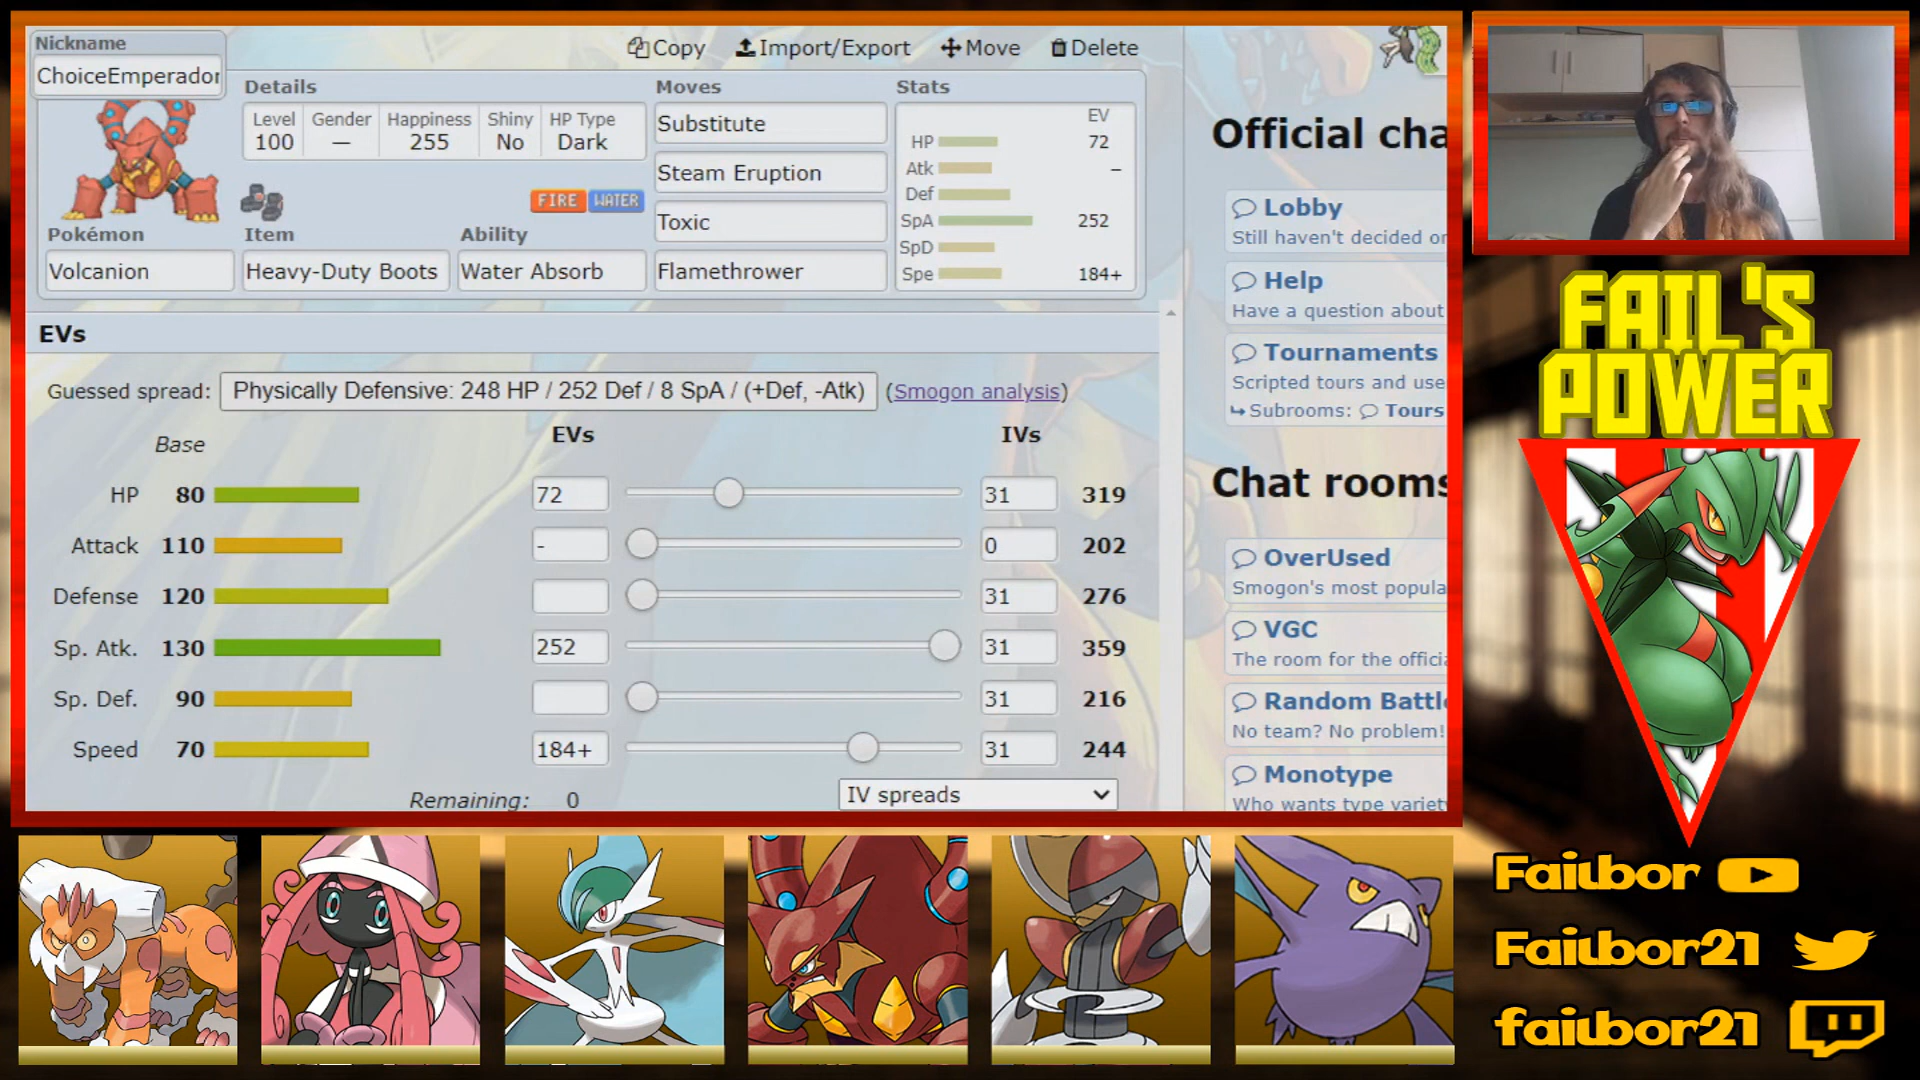 Nickname
ChoiceEmperador
Copy Import/Export Move Delete
Details
Level Gender Happiness Shiny HP Type
100 — 255 No Dark
FIRE WATER
Pokémon Item Ability
Volcanion Heavy-Duty Boots Water Absorb
Moves
Substitute
Steam Eruption
Toxic
Flamethrower
Stats
EV
HP 72
Atk –
Def
SpA 252
SpD
Spe 184+
EVs
Guessed spread: Physically Defensive: 248 HP / 252 Def / 8 SpA / (+Def, -Atk) (Smogon analysis)
Base EVs IVs
HP 80 72 31 319
Attack 110 - 0 202
Defense 120 31 276
Sp. Atk. 130 252 31 359
Sp. Def. 90 31 216
Speed 70 184+ 31 244
Remaining: 0 IV spreads
Official cha
Lobby
Still haven't decided or
Help
Have a question about
Tournaments
Scripted tours and use
Subrooms: Tours
Chat rooms
OverUsed
Smogon's most popula
VGC
The room for the offici
Random Battl
No team? No problem!
Monotype
Who wants type variet
FAIL'S
POWER
Failbor
Failbor21
failbor21